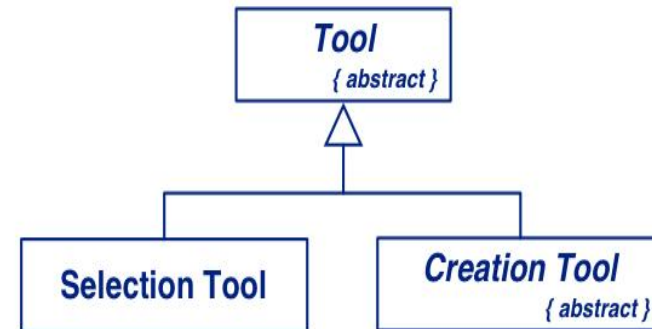 Tool
{ abstract }
Selection Tool
Creation Tool
{ abstract }